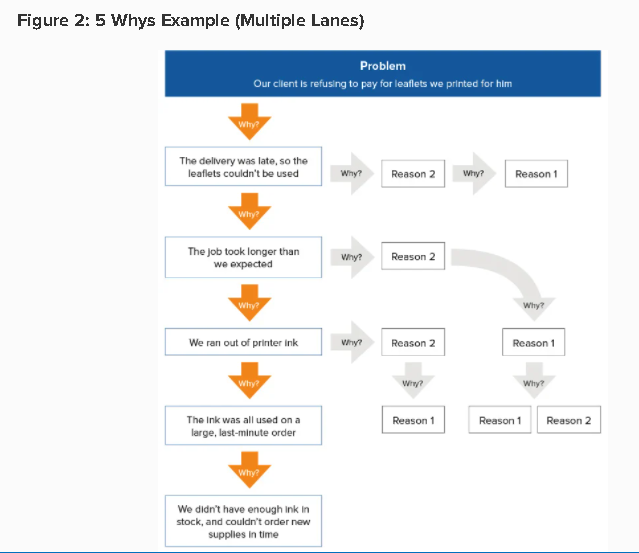 Figure 2: 5 Whys Example (Multiple Lanes)
Problem
Our client is refusing to pay for leaflets we printed for him
Why?
The delivery was late, so the
leaflets couldn't be used
Why?
Reason 2
Why?
Reason 1
Why?
The job took longer than
we expected
Why?
Reason 2
Why?
Why?
We ran out of printer ink
Why?
Reason 2
Reason 1
Why?
Why?
Why?
The ink was all used on a
large, last-minute order
Reason 1
Reason 1
Reason 2
Why?
We didn't have enough ink in
stock, and couldn't order new
supplies in time